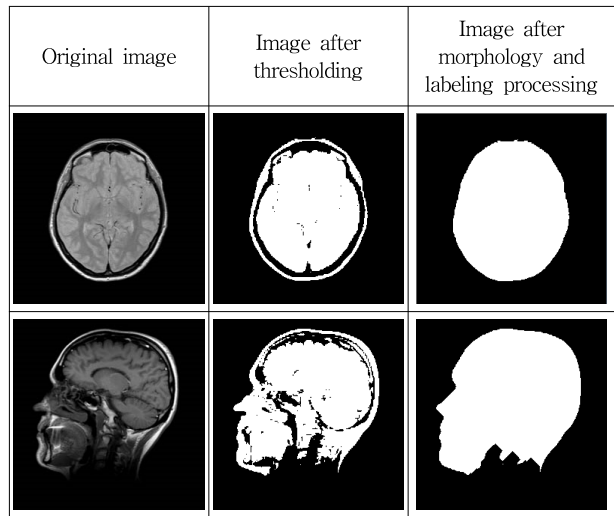 Original image
Image after
thresholding
Image after
morphology and
labeling processing